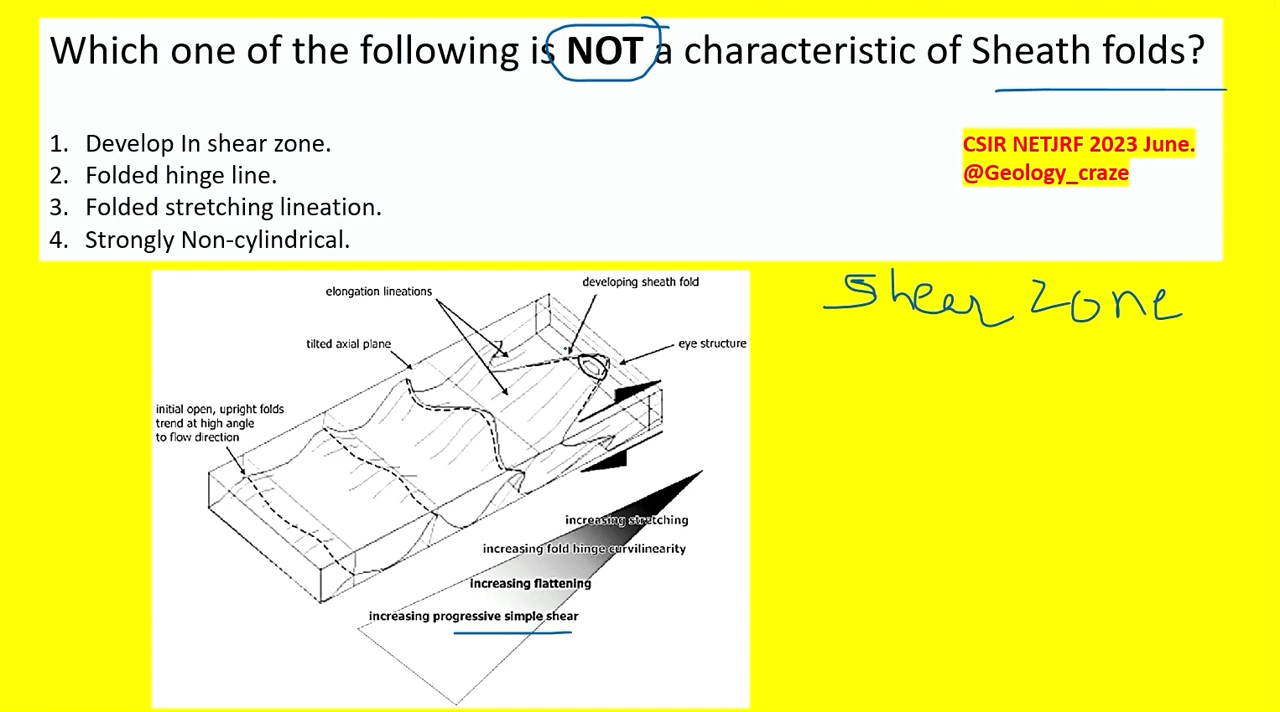 Which one of the following is NOT a characteristic of Sheath folds?
1. Develop In shear zone.
2. Folded hinge line.
3. Folded stretching lineation.
4. Strongly Non-cylindrical.
CSIR NETJRF 2023 June.
@Geology_craze
Shear Zone
elongation lineations
developing sheath fold
tilted axial plane
eye structure
initial open, upright folds
trend at high angle
to flow direction
increasing stretching
increasing fold hinge curvilinearity
increasing flattening
increasing progressive simple shear